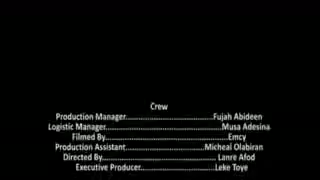 Crew
Production Manager........................................Fujah Abideen
Logistic Manager..................................................Musa Adesina
Filmed By.......................................................Emcy
Production Assistant....................................Micheal Olabiran
Directed By.................................................... Lanre Afod
Executive Producer..................................Leke Toye